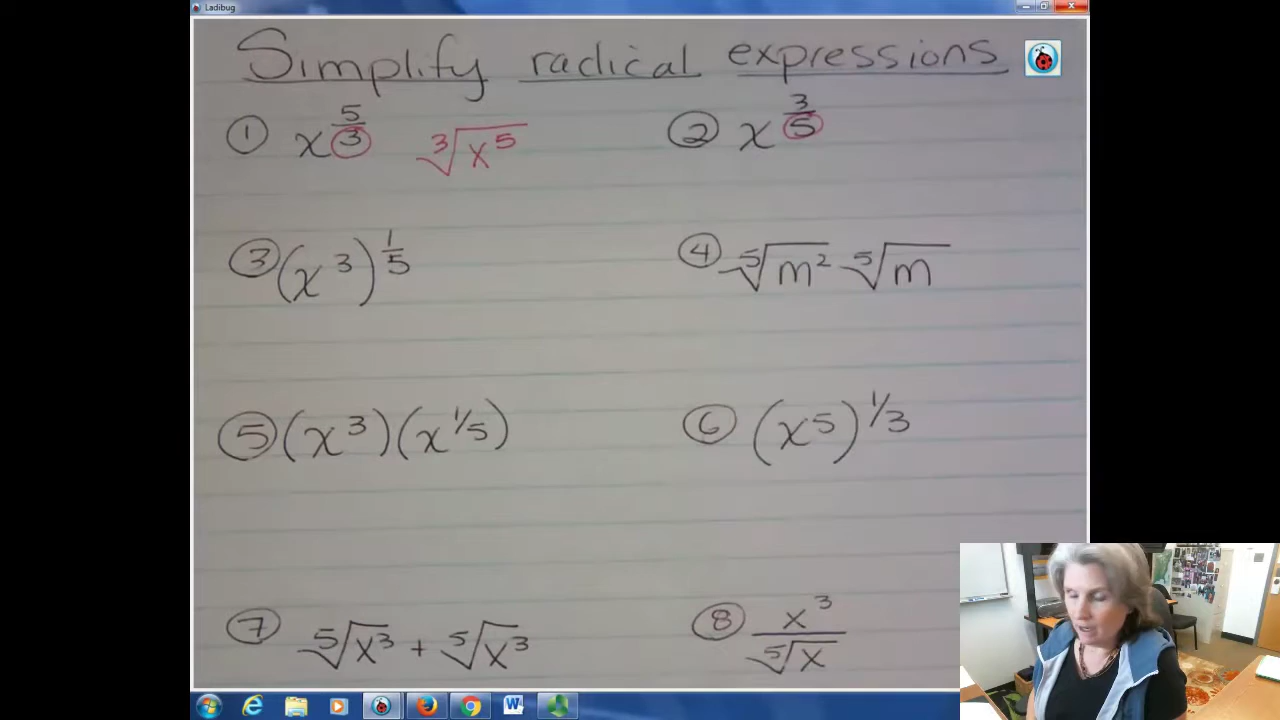 Ladibug
Simplify radical expressions
① x^(5/3) ∛(x⁵) ② x^(3/5)
③ (x³)^(1/5) ④ ⁵√(m²) ⁵√m
⑤ (x³)(x^(1/5)) ⑥ (x⁵)^(1/3)
⑦ ⁵√(x³) + ⁵√(x³) ⑧ x³/⁵√x